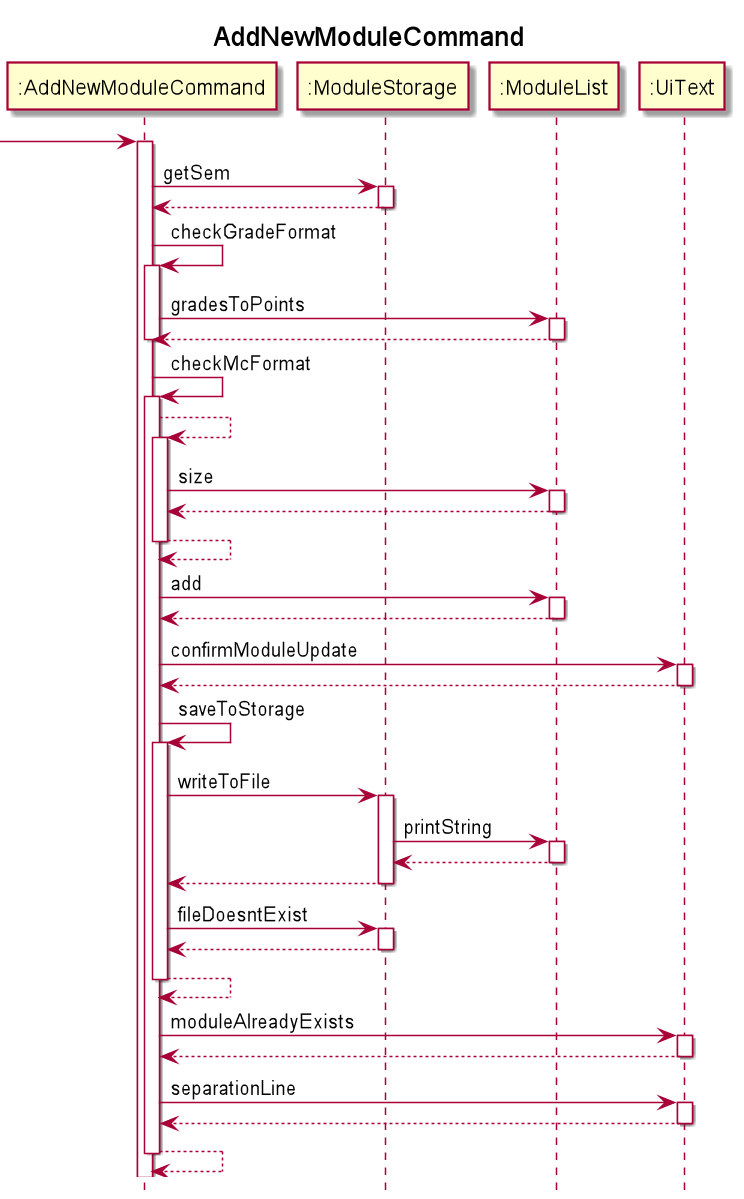 AddNewModuleCommand
:AddNewModuleCommand :ModuleStorage :ModuleList :UiText
getSem
checkGradeFormat
gradesToPoints
checkMcFormat
size
add
confirmModuleUpdate
saveToStorage
writeToFile
printString
fileDoesntExist
moduleAlreadyExists
separationLine